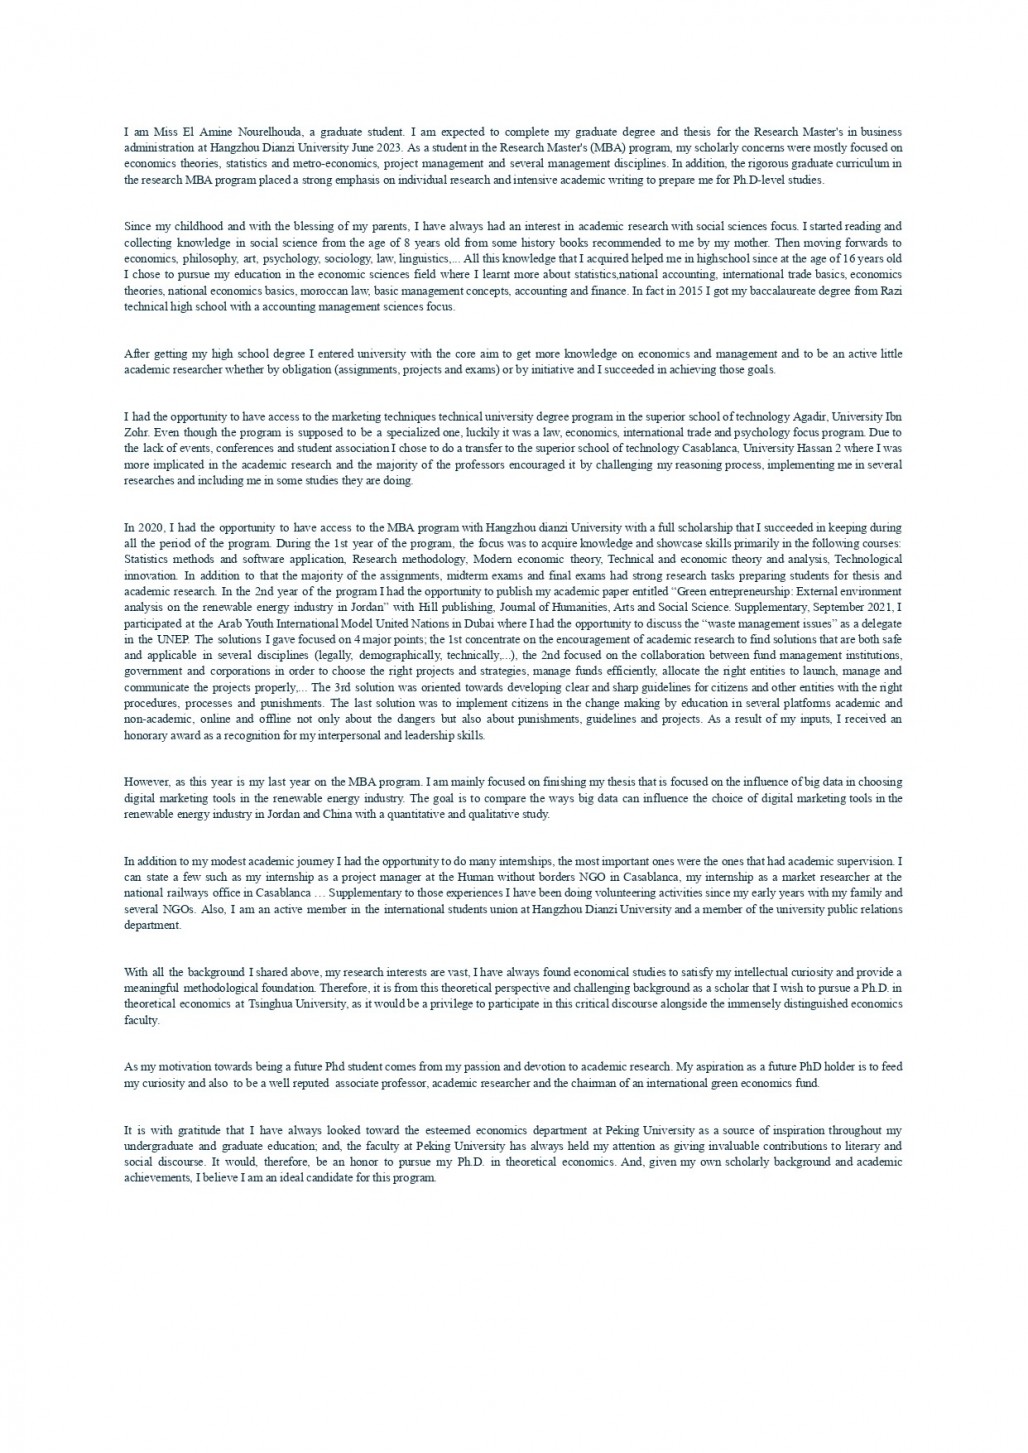 I am Miss El Amine Nourelhouda, a graduate student. I am expected to complete my graduate degree and thesis for the Research Master's in business
administration at Hangzhou Dianzi University June 2023. As a student in the Research Master's (MBA) program, my scholarly concerns were mostly focused on
economics theories, statistics and metro-economics, project management and several management disciplines. In addition, the rigorous graduate curriculum in
the research MBA program placed a strong emphasis on individual research and intensive academic writing to prepare me for Ph.D-level studies.
Since my childhood and with the blessing of my parents, I have always had an interest in academic research with social sciences focus. I started reading and
collecting knowledge in social science from the age of 8 years old from some history books recommended to me by my mother. Then moving forwards to
economics, philosophy, art, psychology, sociology, law, linguistics,... All this knowledge that I acquired helped me in highschool since at the age of 16 years old
I chose to pursue my education in the economic sciences field where I learnt more about statistics,national accounting, international trade basics, economics
theories, national economics basics, moroccan law, basic management concepts, accounting and finance. In fact in 2015 I got my baccalaureate degree from Razi
technical high school with a accounting management sciences focus.
After getting my high school degree I entered university with the core aim to get more knowledge on economics and management and to be an active little
academic researcher whether by obligation (assignments, projects and exams) or by initiative and I succeeded in achieving those goals.
I had the opportunity to have access to the marketing techniques technical university degree program in the superior school of technology Agadir, University Ibn
Zohr. Even though the program is supposed to be a specialized one, luckily it was a law, economics, international trade and psychology focus program. Due to
the lack of events, conferences and student association I chose to do a transfer to the superior school of technology Casablanca, University Hassan 2 where I was
more implicated in the academic research and the majority of the professors encouraged it by challenging my reasoning process, implementing me in several
researches and including me in some studies they are doing.
In 2020, I had the opportunity to have access to the MBA program with Hangzhou dianzi University with a full scholarship that I succeeded in keeping during
all the period of the program. During the 1st year of the program, the focus was to acquire knowledge and showcase skills primarily in the following courses:
Statistics methods and software application, Research methodology, Modern economic theory, Technical and economic theory and analysis, Technological
innovation. In addition to that the majority of the assignments, midterm exams and final exams had strong research tasks preparing students for thesis and
academic research. In the 2nd year of the program I had the opportunity to publish my academic paper entitled “Green entrepreneurship: External environment
analysis on the renewable energy industry in Jordan” with Hill publishing, Journal of Humanities, Arts and Social Science. Supplementary, September 2021, I
participated at the Arab Youth International Model United Nations in Dubai where I had the opportunity to discuss the “waste management issues” as a delegate
in the UNEP. The solutions I gave focused on 4 major points; the 1st concentrate on the encouragement of academic research to find solutions that are both safe
and applicable in several disciplines (legally, demographically, technically,...), the 2nd focused on the collaboration between fund management institutions,
government and corporations in order to choose the right projects and strategies, manage funds efficiently, allocate the right entities to launch, manage and
communicate the projects properly,... The 3rd solution was oriented towards developing clear and sharp guidelines for citizens and other entities with the right
procedures, processes and punishments. The last solution was to implement citizens in the change making by education in several platforms academic and
non-academic, online and offline not only about the dangers but also about punishments, guidelines and projects. As a result of my inputs, I received an
honorary award as a recognition for my interpersonal and leadership skills.
However, as this year is my last year on the MBA program. I am mainly focused on finishing my thesis that is focused on the influence of big data in choosing
digital marketing tools in the renewable energy industry. The goal is to compare the ways big data can influence the choice of digital marketing tools in the
renewable energy industry in Jordan and China with a quantitative and qualitative study.
In addition to my modest academic journey I had the opportunity to do many internships, the most important ones were the ones that had academic supervision. I
can state a few such as my internship as a project manager at the Human without borders NGO in Casablanca, my internship as a market researcher at the
national railways office in Casablanca … Supplementary to those experiences I have been doing volunteering activities since my early years with my family and
several NGOs. Also, I am an active member in the international students union at Hangzhou Dianzi University and a member of the university public relations
department.
With all the background I shared above, my research interests are vast, I have always found economical studies to satisfy my intellectual curiosity and provide a
meaningful methodological foundation. Therefore, it is from this theoretical perspective and challenging background as a scholar that I wish to pursue a Ph.D. in
theoretical economics at Tsinghua University, as it would be a privilege to participate in this critical discourse alongside the immensely distinguished economics
faculty.
As my motivation towards being a future Phd student comes from my passion and devotion to academic research. My aspiration as a future PhD holder is to feed
my curiosity and also to be a well reputed associate professor, academic researcher and the chairman of an international green economics fund.
It is with gratitude that I have always looked toward the esteemed economics department at Peking University as a source of inspiration throughout my
undergraduate and graduate education; and, the faculty at Peking University has always held my attention as giving invaluable contributions to literary and
social discourse. It would, therefore, be an honor to pursue my Ph.D. in theoretical economics. And, given my own scholarly background and academic
achievements, I believe I am an ideal candidate for this program.